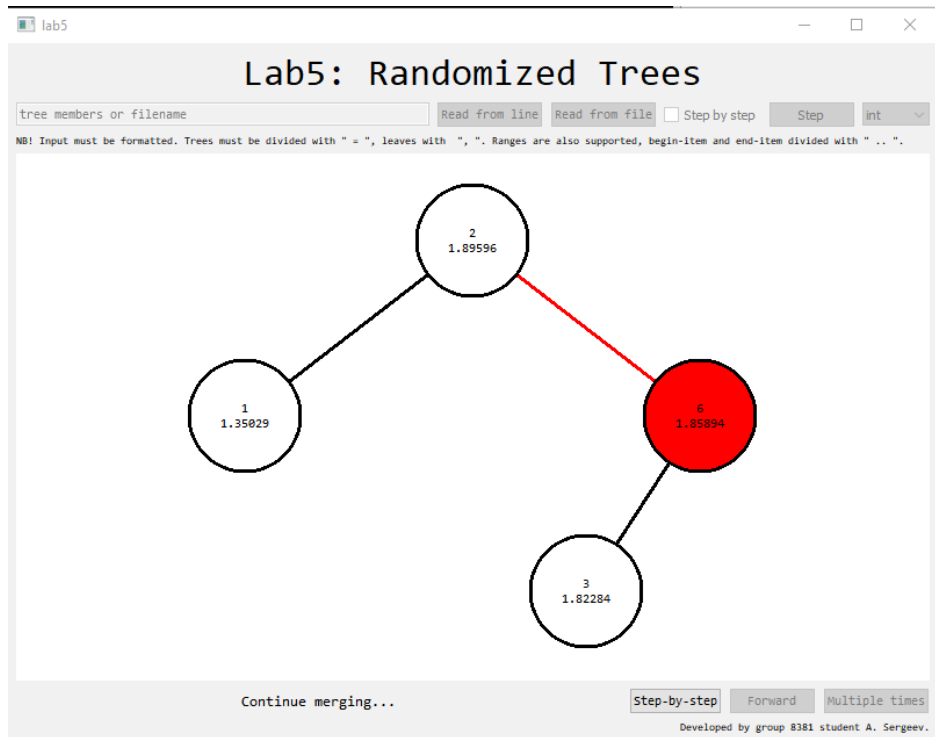 lab5
Lab5: Randomized Trees
tree members or filename
Read from line
Read from file
Step by step
Step
int
NB! Input must be formatted. Trees must be divided with " = ", leaves with  ", ". Ranges are also supported, begin-item and end-item divided with " .. ".
2
1.89596
1
1.35029
6
1.85894
3
1.82284
Continue merging...
Step-by-step
Forward
Multiple times
Developed by group 8381 student A. Sergeev.